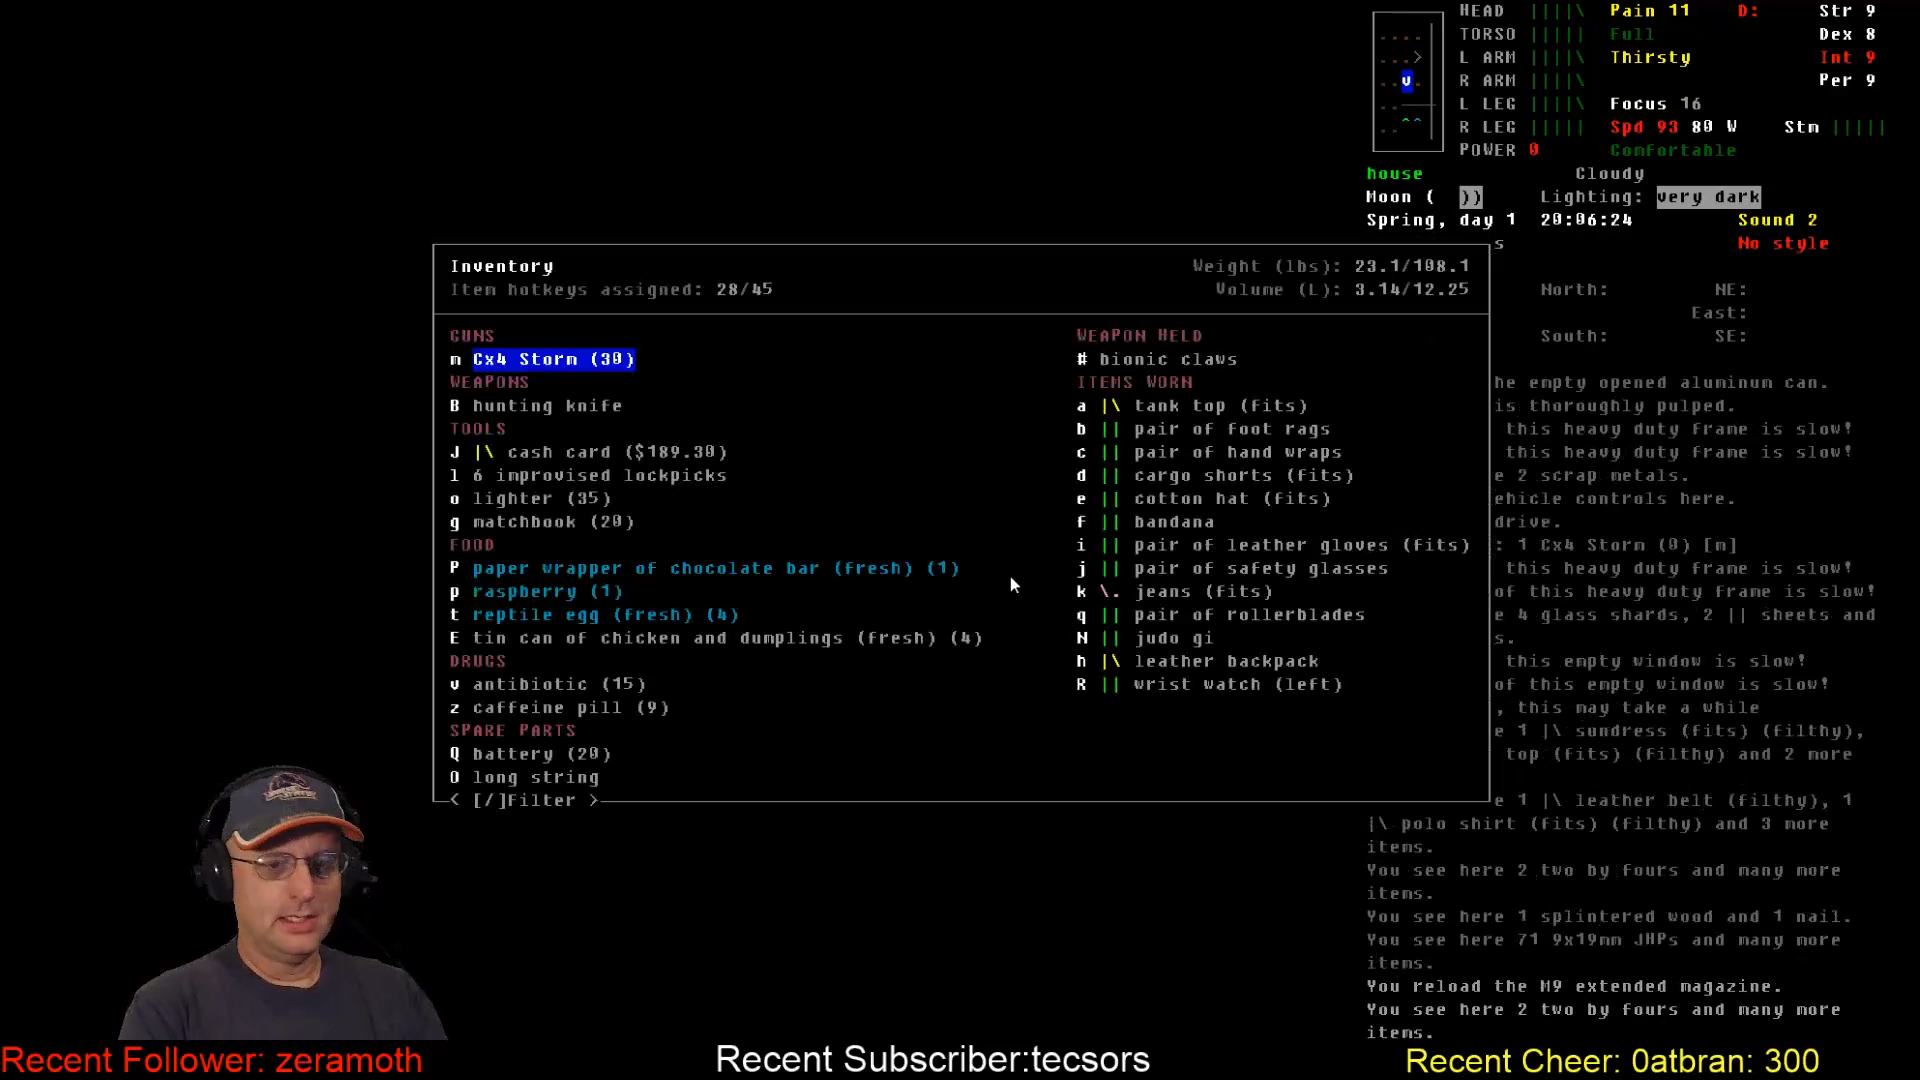 HEAD ||||\ Pain 11 D: Str 9
TORSO ||||| Full Dex 8
L ARM ||||\ Thirsty Int 9
R ARM ||||\ Per 9
L LEG ||||\ Focus 16
R LEG ||||| Spd 93 80 W Stm |||||
POWER 0 Comfortable
house Cloudy
Moon ( )) Lighting: very dark
Spring, day 1 20:06:24 Sound 2
s No style
Inventory Weight (lbs): 23.1/108.1
Item hotkeys assigned: 28/45 Volume (L): 3.14/12.25
North: NE:
East:
South: SE:
GUNS
m Cx4 Storm (30)
WEAPONS
B hunting knife
TOOLS
J |\ cash card ($189.30)
l 6 improvised lockpicks
o lighter (35)
g matchbook (20)
FOOD
P paper wrapper of chocolate bar (fresh) (1)
p raspberry (1)
t reptile egg (fresh) (4)
E tin can of chicken and dumplings (fresh) (4)
DRUGS
v antibiotic (15)
z caffeine pill (9)
SPARE PARTS
Q battery (20)
O long string
< [/]Filter >
WEAPON HELD
# bionic claws
ITEMS WORN
a |\ tank top (fits)
b || pair of foot rags
c || pair of hand wraps
d || cargo shorts (fits)
e || cotton hat (fits)
f || bandana
i || pair of leather gloves (fits)
j || pair of safety glasses
k \. jeans (fits)
q || pair of rollerblades
N || judo gi
h |\ leather backpack
R || wrist watch (left)
he empty opened aluminum can.
is thoroughly pulped.
this heavy duty frame is slow!
this heavy duty frame is slow!
e 2 scrap metals.
ehicle controls here.
drive.
: 1 Cx4 Storm (0) [m]
this heavy duty frame is slow!
of this heavy duty frame is slow!
e 4 glass shards, 2 || sheets and
s.
this empty window is slow!
of this empty window is slow!
, this may take a while
e 1 |\ sundress (fits) (filthy),
top (fits) (filthy) and 2 more
e 1 |\ leather belt (filthy), 1
|\ polo shirt (fits) (filthy) and 3 more
items.
You see here 2 two by fours and many more
items.
You see here 1 splintered wood and 1 nail.
You see here 71 9x19mm JHPs and many more
items.
You reload the M9 extended magazine.
You see here 2 two by fours and many more
items.
Recent Follower: zeramoth
Recent Subscriber:tecsors
Recent Cheer: 0atbran: 300